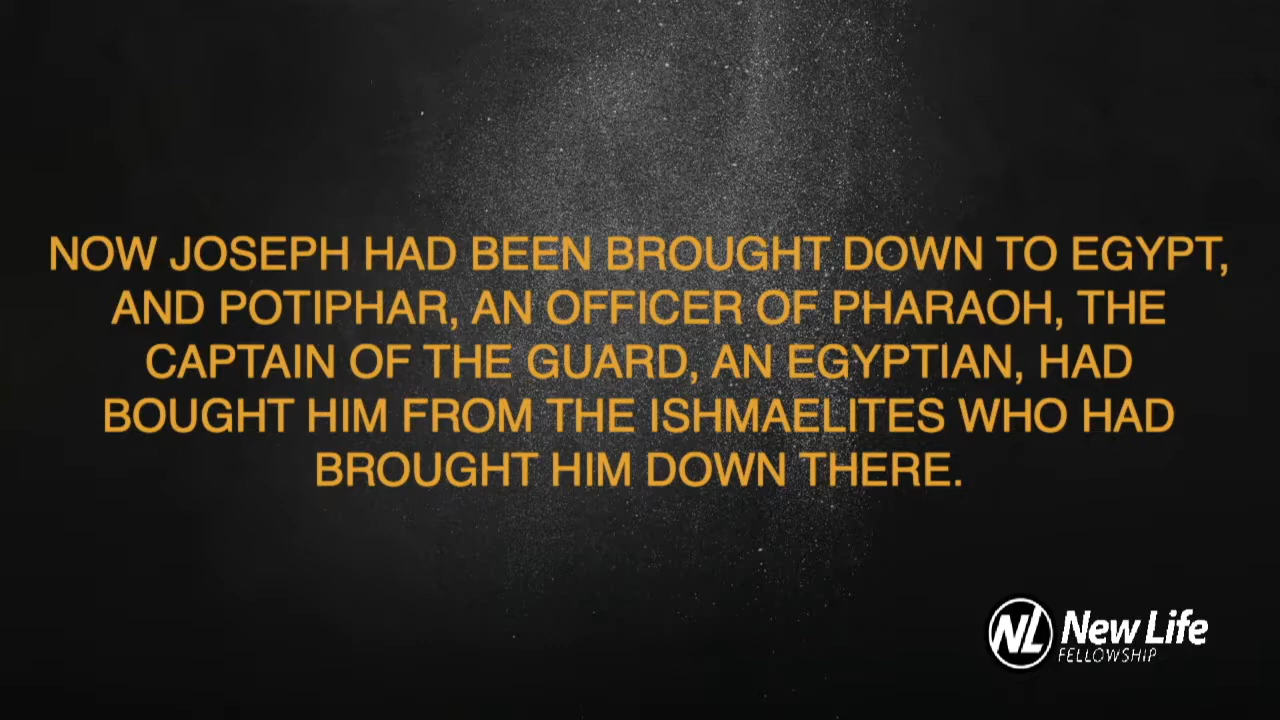 NOW JOSEPH HAD BEEN BROUGHT DOWN TO EGYPT,
AND POTIPHAR, AN OFFICER OF PHARAOH, THE
CAPTAIN OF THE GUARD, AN EGYPTIAN, HAD
BOUGHT HIM FROM THE ISHMAELITES WHO HAD
BROUGHT HIM DOWN THERE.
NL New Life
FELLOWSHIP